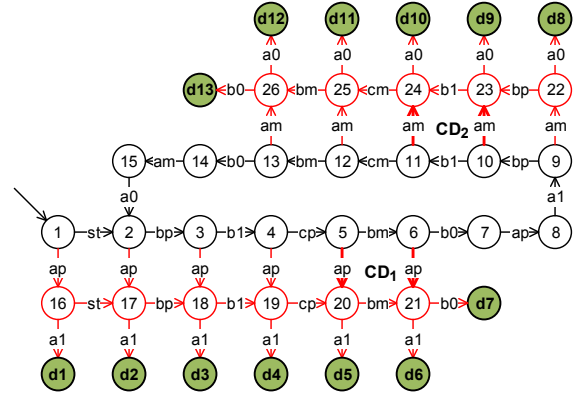 d12 d11 d10 d9 d8
a0 a0 a0 a0 a0
d13 b0 26 bm 25 cm 24 b1 23 bp 22
am am am CD2 am am
15 am 14 b0 13 bm 12 cm 11 b1 10 bp 9
a0 a1
1 st 2 bp 3 b1 4 cp 5 bm 6 b0 7 ap 8
ap ap ap ap ap CD1 ap
16 st 17 bp 18 b1 19 cp 20 bm 21 b0 d7
a1 a1 a1 a1 a1 a1
d1 d2 d3 d4 d5 d6